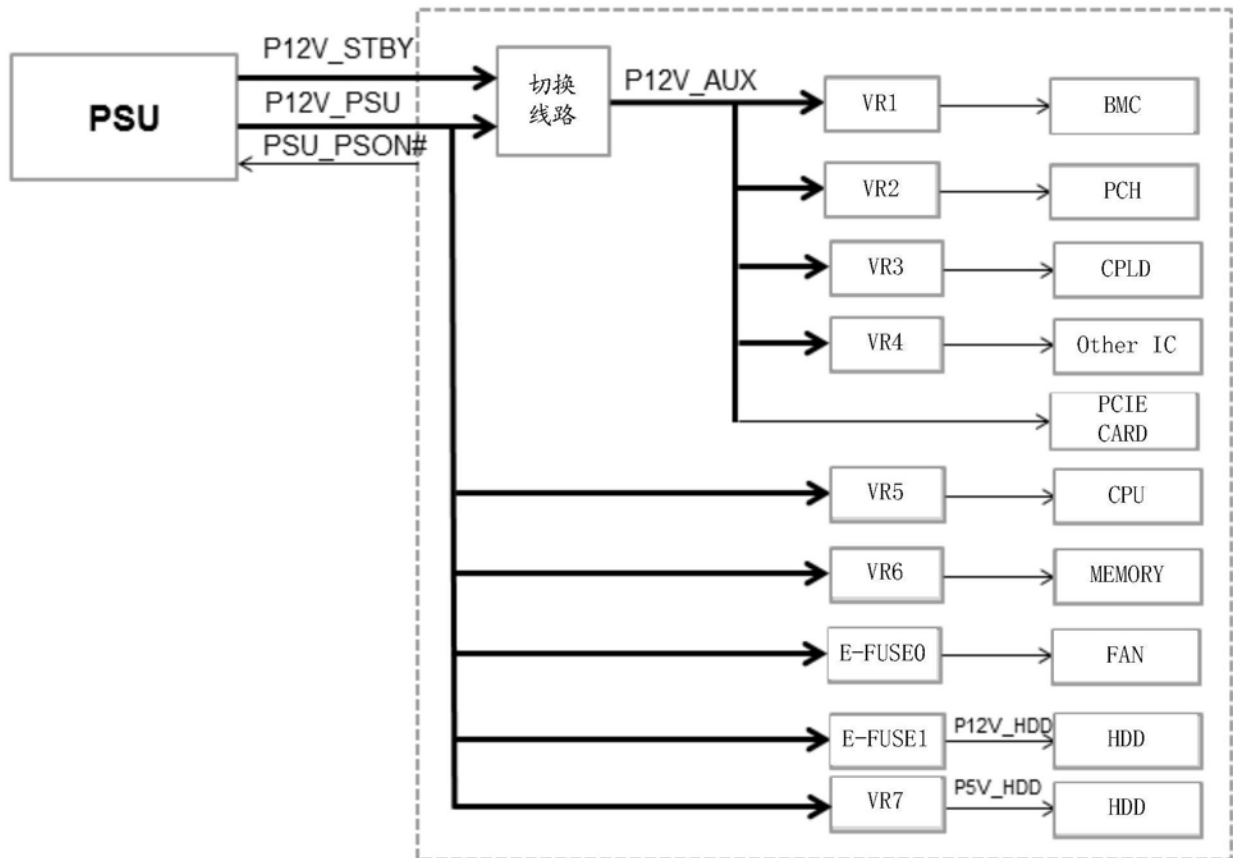 P12V_STBY
PSU
P12V_PSU
PSU_PSON#
切换
线路
P12V_AUX
VR1
BMC
VR2
PCH
VR3
CPLD
VR4
Other IC
PCIE
CARD
VR5
CPU
VR6
MEMORY
E-FUSE0
FAN
E-FUSE1
P12V_HDD
HDD
VR7
P5V_HDD
HDD